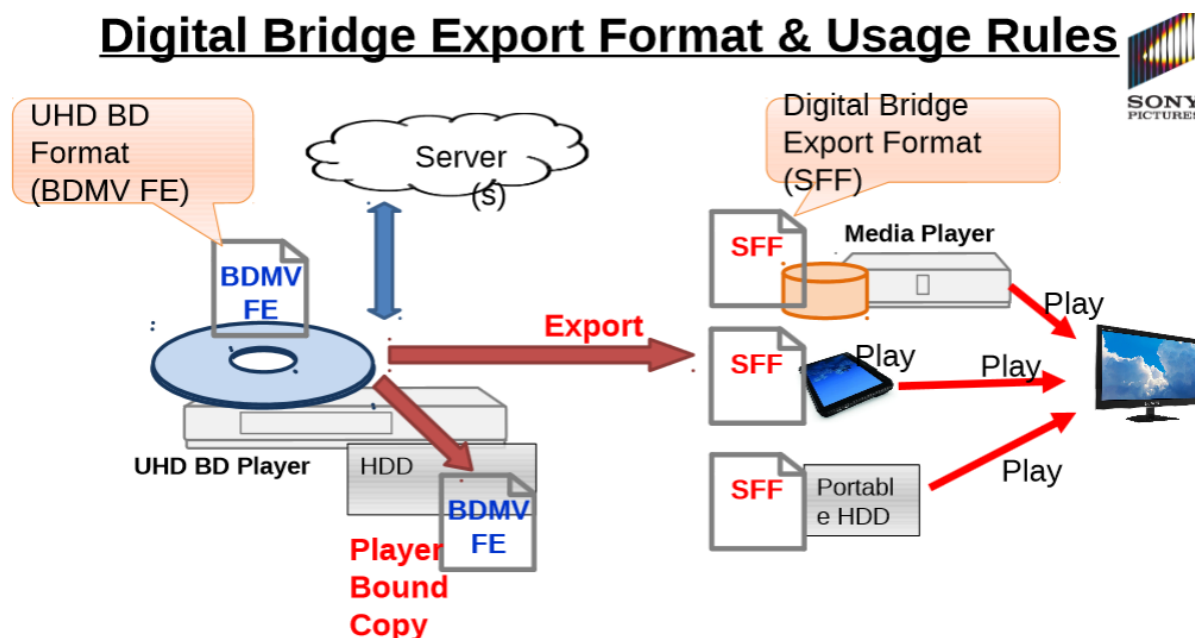 Digital Bridge Export Format & Usage Rules
SONY
PICTURES
UHD BD
Format
(BDMV FE)
Server
(s)
Digital Bridge
Export Format
(SFF)
BDMV
FE
SFF
Media Player
Play
Export
SFF
Play
Play
UHD BD Player
HDD
BDMV
FE
Player
Bound
Copy
SFF
Portabl
e HDD
Play